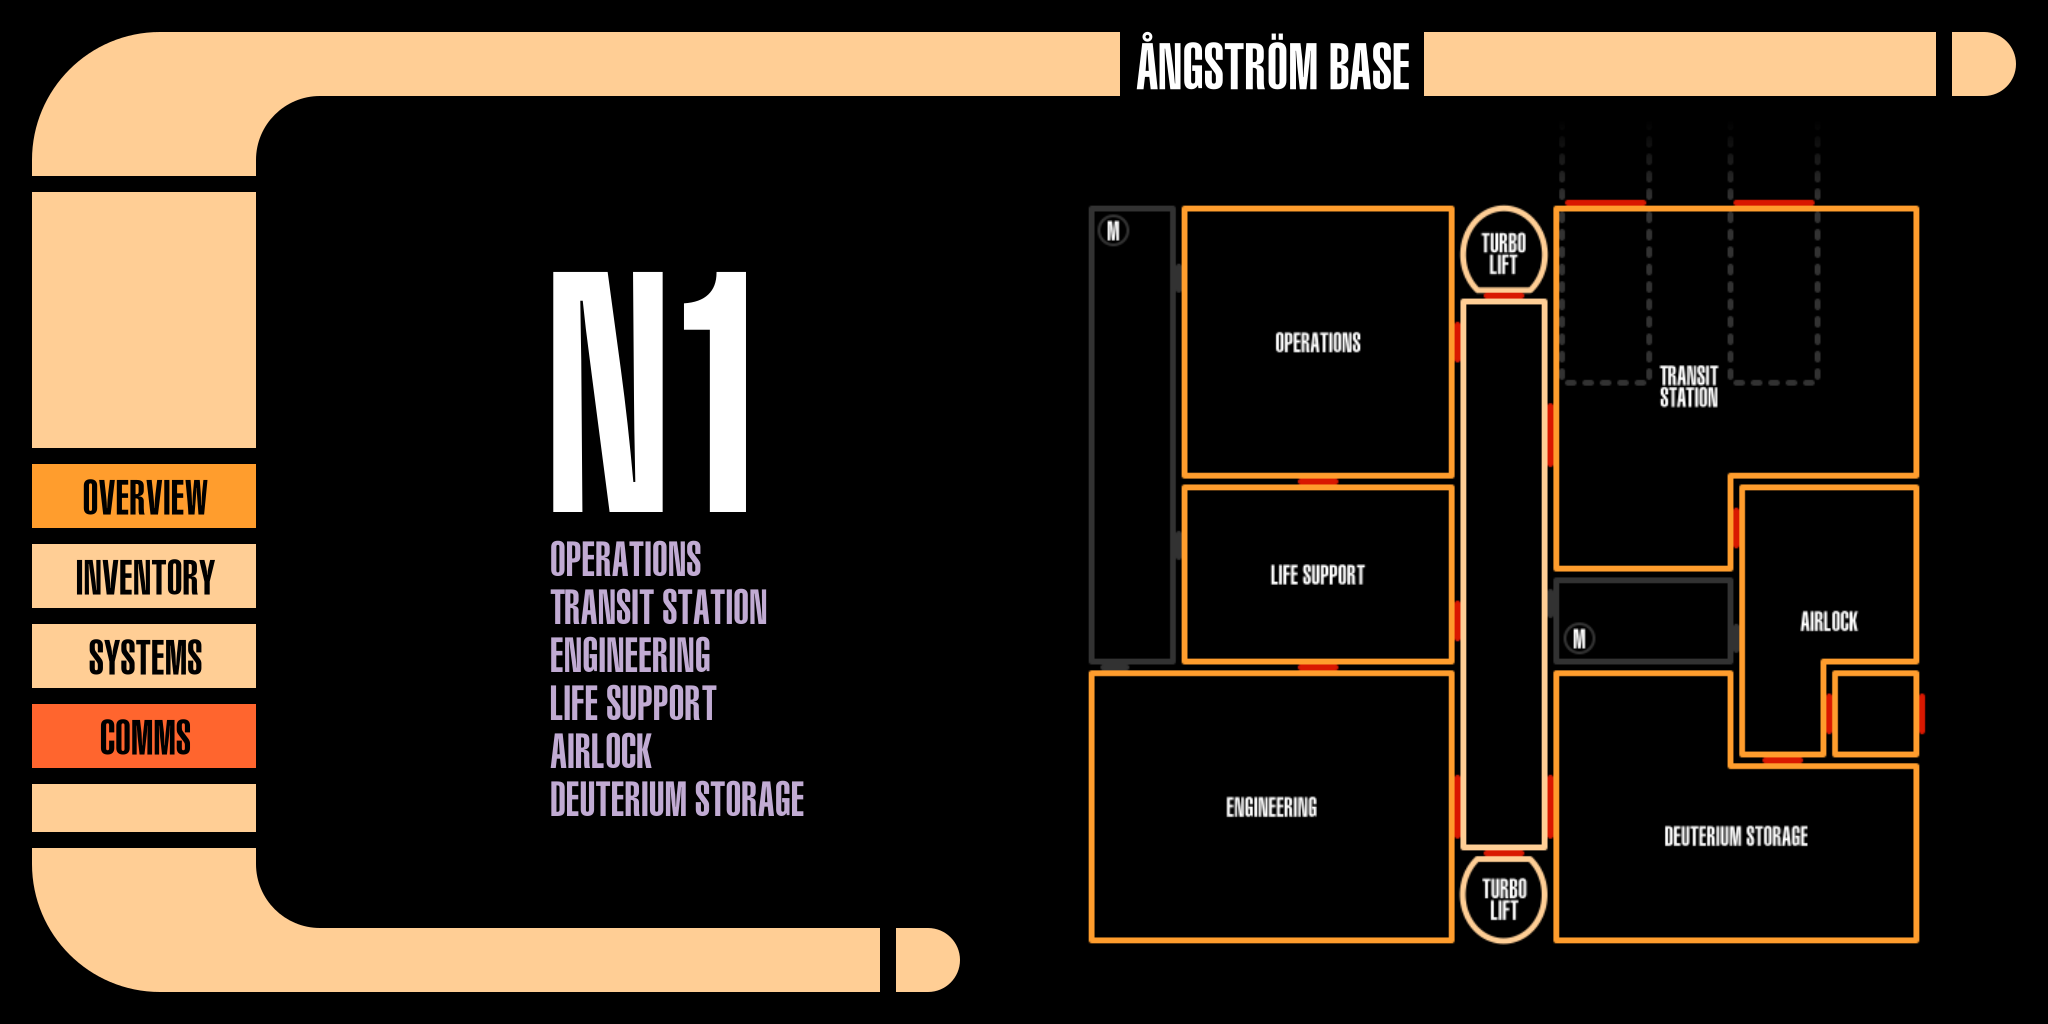 ÅNGSTRÖM BASE
OVERVIEW
INVENTORY
SYSTEMS
COMMS
N1
OPERATIONS
TRANSIT STATION
ENGINEERING
LIFE SUPPORT
AIRLOCK
DEUTERIUM STORAGE
M
OPERATIONS
TURBO
LIFT
TRANSIT
STATION
LIFE SUPPORT
M
AIRLOCK
ENGINEERING
DEUTERIUM STORAGE
TURBO
LIFT